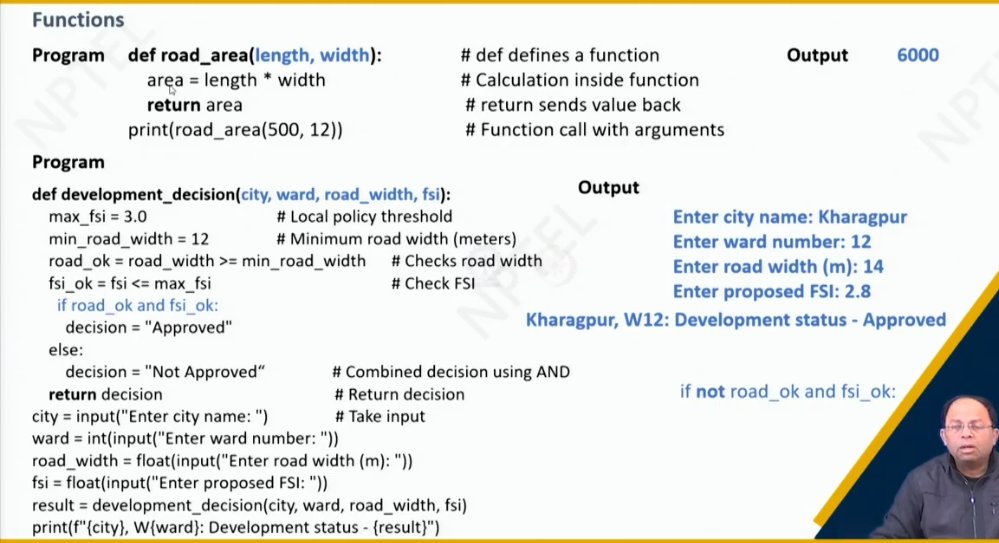 Functions
Program def road_area(length, width): # def defines a function Output 6000
area = length * width # Calculation inside function
return area # return sends value back
print(road_area(500, 12)) # Function call with arguments
Program
Output
def development_decision(city, ward, road_width, fsi):
max_fsi = 3.0 # Local policy threshold
min_road_width = 12 # Minimum road width (meters)
road_ok = road_width >= min_road_width # Checks road width
fsi_ok = fsi <= max_fsi # Check FSI
if road_ok and fsi_ok:
decision = "Approved"
else:
decision = "Not Approved“ # Combined decision using AND
return decision # Return decision
city = input("Enter city name: ") # Take input
ward = int(input("Enter ward number: "))
road_width = float(input("Enter road width (m): "))
fsi = float(input("Enter proposed FSI: "))
result = development_decision(city, ward, road_width, fsi)
print(f"{city}, W{ward}: Development status - {result}")
Enter city name: Kharagpur
Enter ward number: 12
Enter road width (m): 14
Enter proposed FSI: 2.8
Kharagpur, W12: Development status - Approved
if not road_ok and fsi_ok:
NPTEL
NPTEL
NPTEL